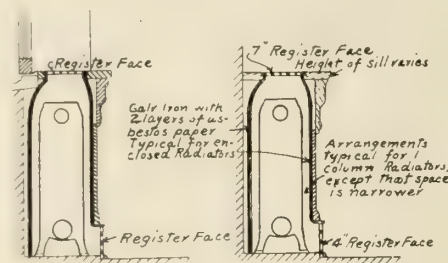 Register Face
7" Register Face
Height of sill varies
Galv Iron with
2 layers of as-
bestos paper
Typical for en-
closed Radiators
Arrangements
typical for 1
column Radiators,
except that space
is narrower
Register Face
4" Register Face